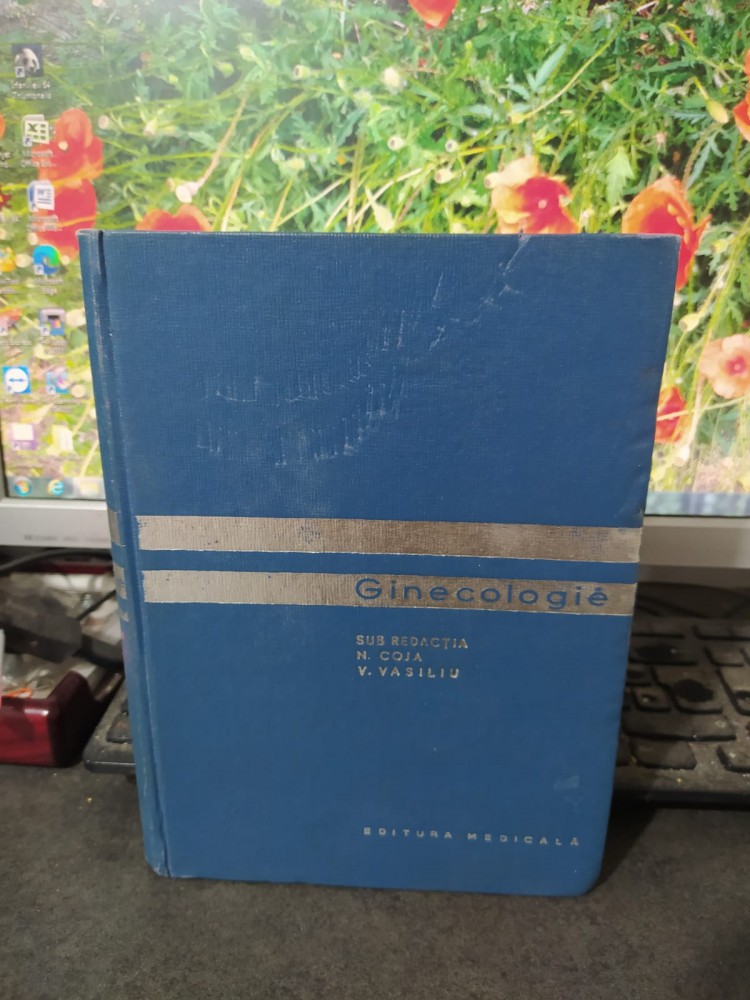 Ginecologie
SUB REDACȚIA
N. COJA
V. VASILIU
EDITURA MEDICALĂ